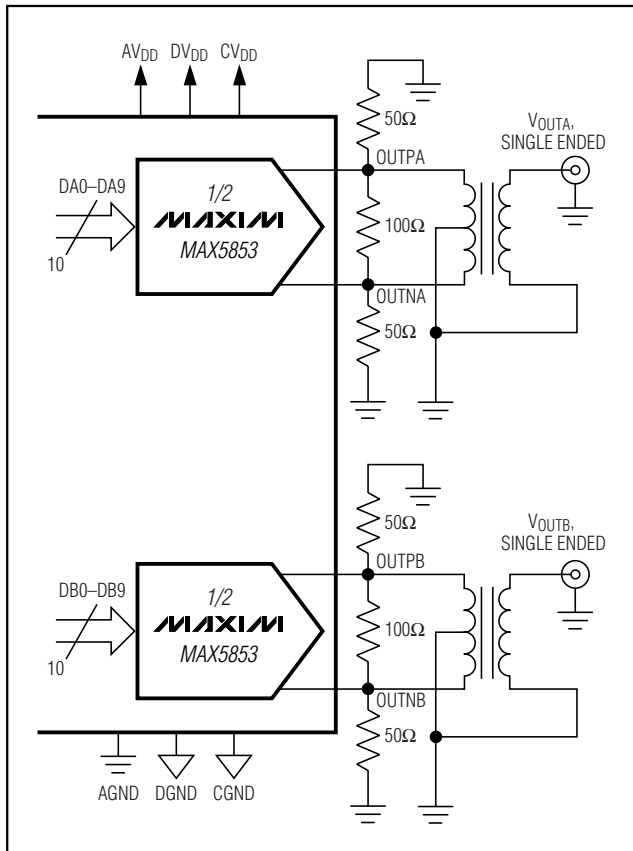 AVDD DVDD CVDD
50Ω
VOUTA,
SINGLE ENDED
OUTPA
DA0–DA9
10
1/2
MAXIM
MAX5853
100Ω
OUTNA
50Ω
50Ω
VOUTB,
SINGLE ENDED
OUTPB
DB0–DB9
10
1/2
MAXIM
MAX5853
100Ω
OUTNB
50Ω
AGND DGND CGND